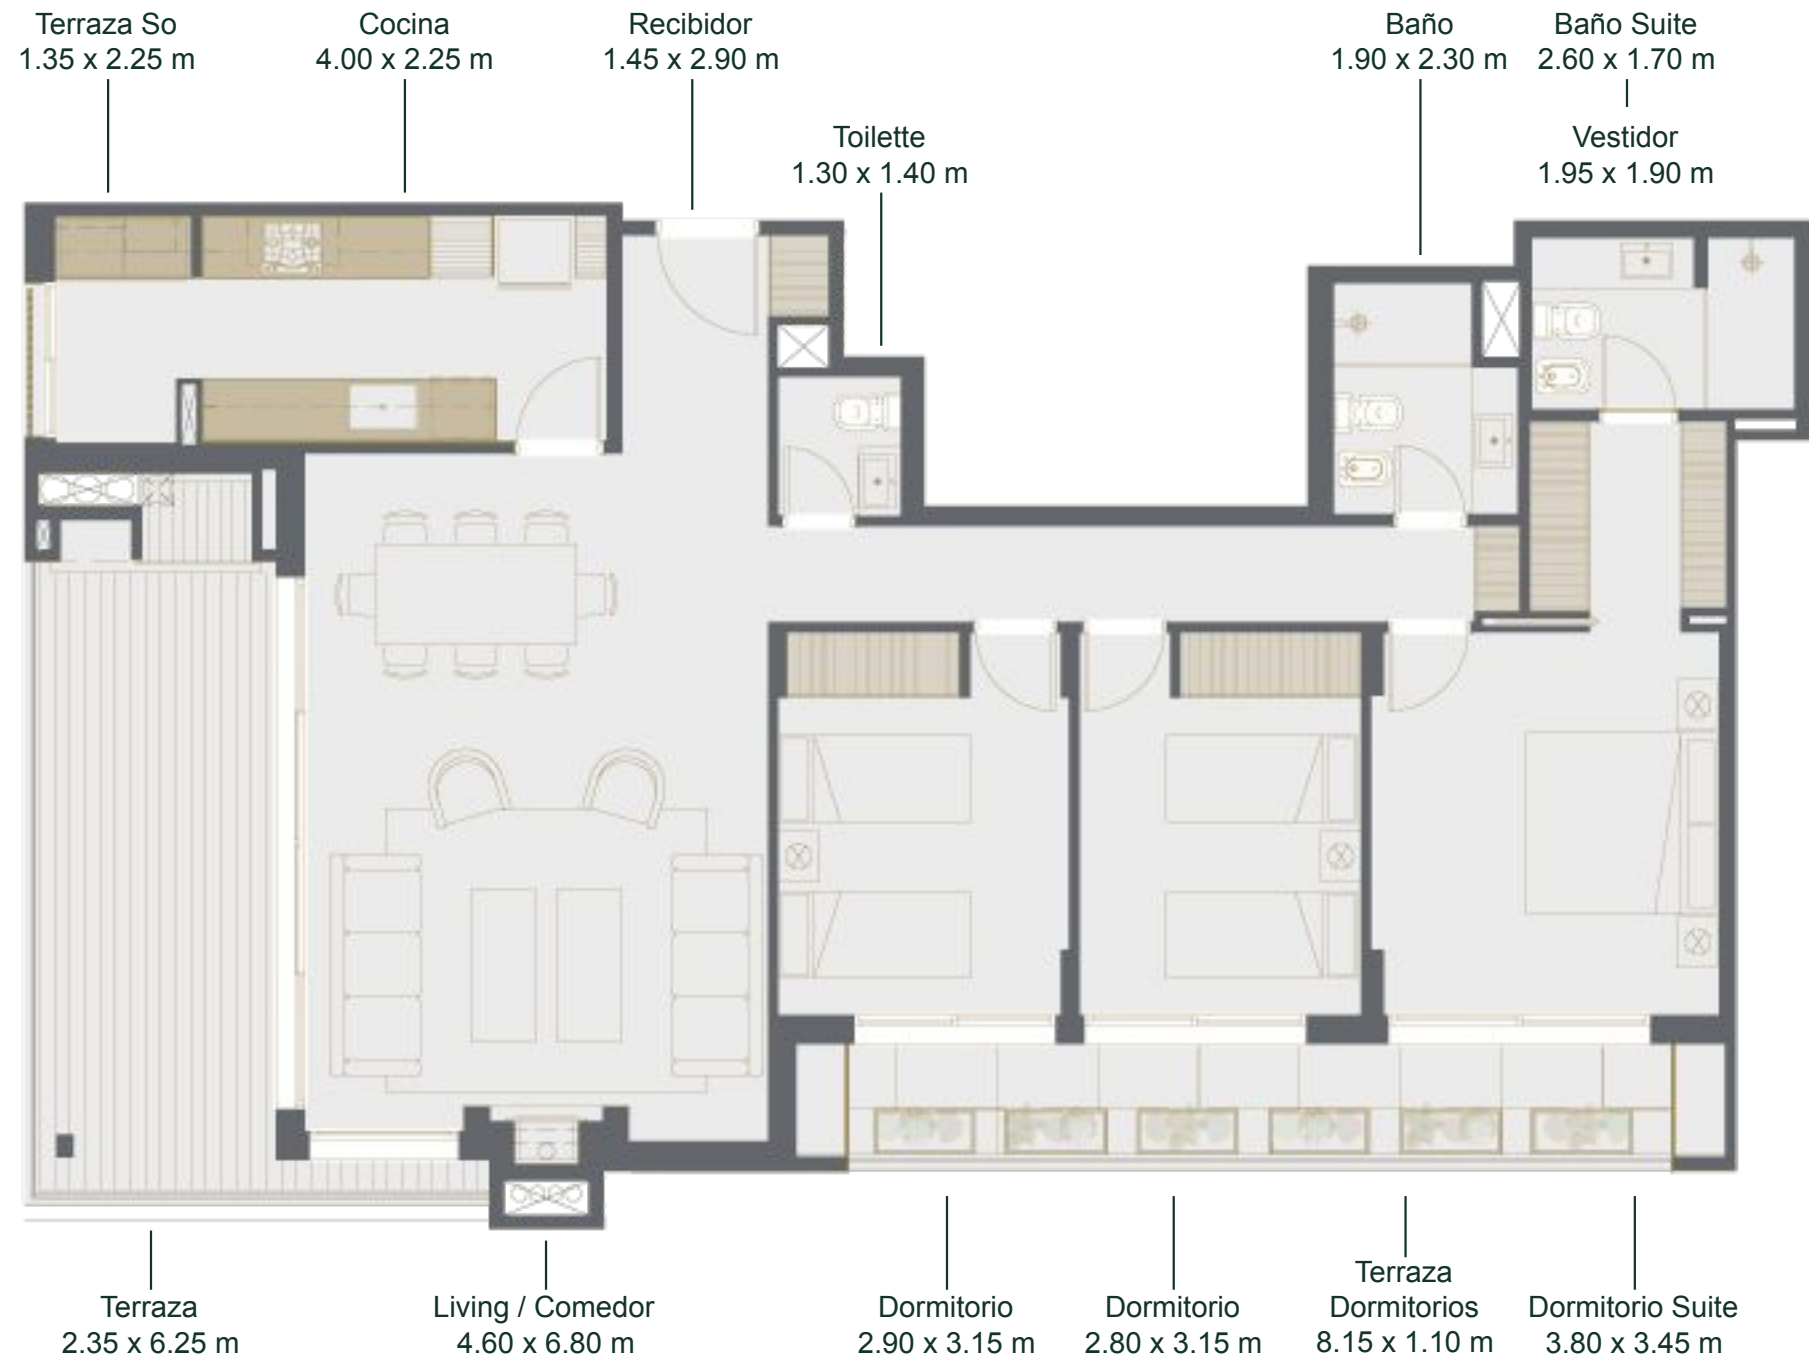 Terraza So
1.35 x 2.25 m
Cocina
4.00 x 2.25 m
Recibidor
1.45 x 2.90 m
Toilette
1.30 x 1.40 m
Baño
1.90 x 2.30 m
Baño Suite
2.60 x 1.70 m
Vestidor
1.95 x 1.90 m
Terraza
2.35 x 6.25 m
Living / Comedor
4.60 x 6.80 m
Dormitorio
2.90 x 3.15 m
Dormitorio
2.80 x 3.15 m
Terraza
Dormitorios
8.15 x 1.10 m
Dormitorio Suite
3.80 x 3.45 m